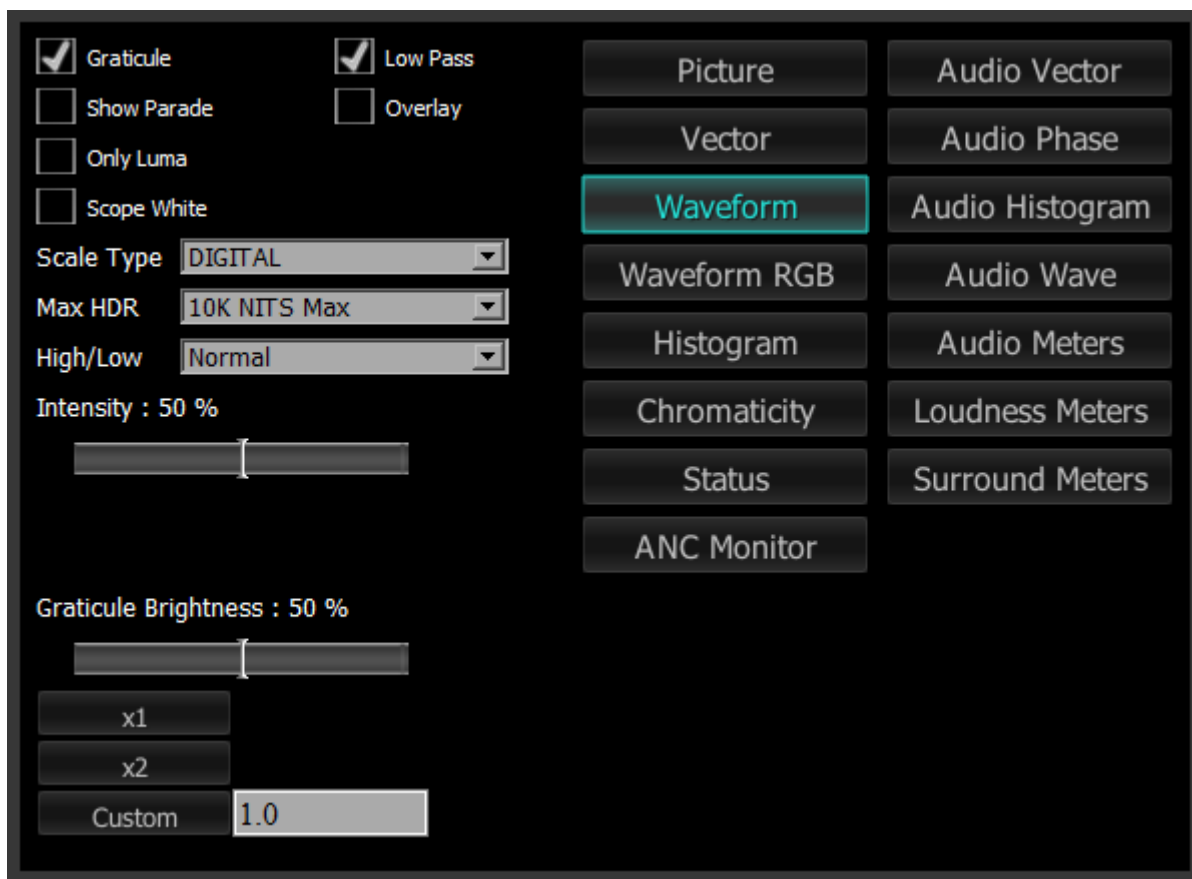 Graticule
Low Pass
Show Parade
Overlay
Only Luma
Scope White
Scale Type DIGITAL
Max HDR 10K NITS Max
High/Low Normal
Intensity : 50 %
Graticule Brightness : 50 %
x1
x2
Custom 1.0
Picture
Audio Vector
Vector
Audio Phase
Waveform
Audio Histogram
Waveform RGB
Audio Wave
Histogram
Audio Meters
Chromaticity
Loudness Meters
Status
Surround Meters
ANC Monitor